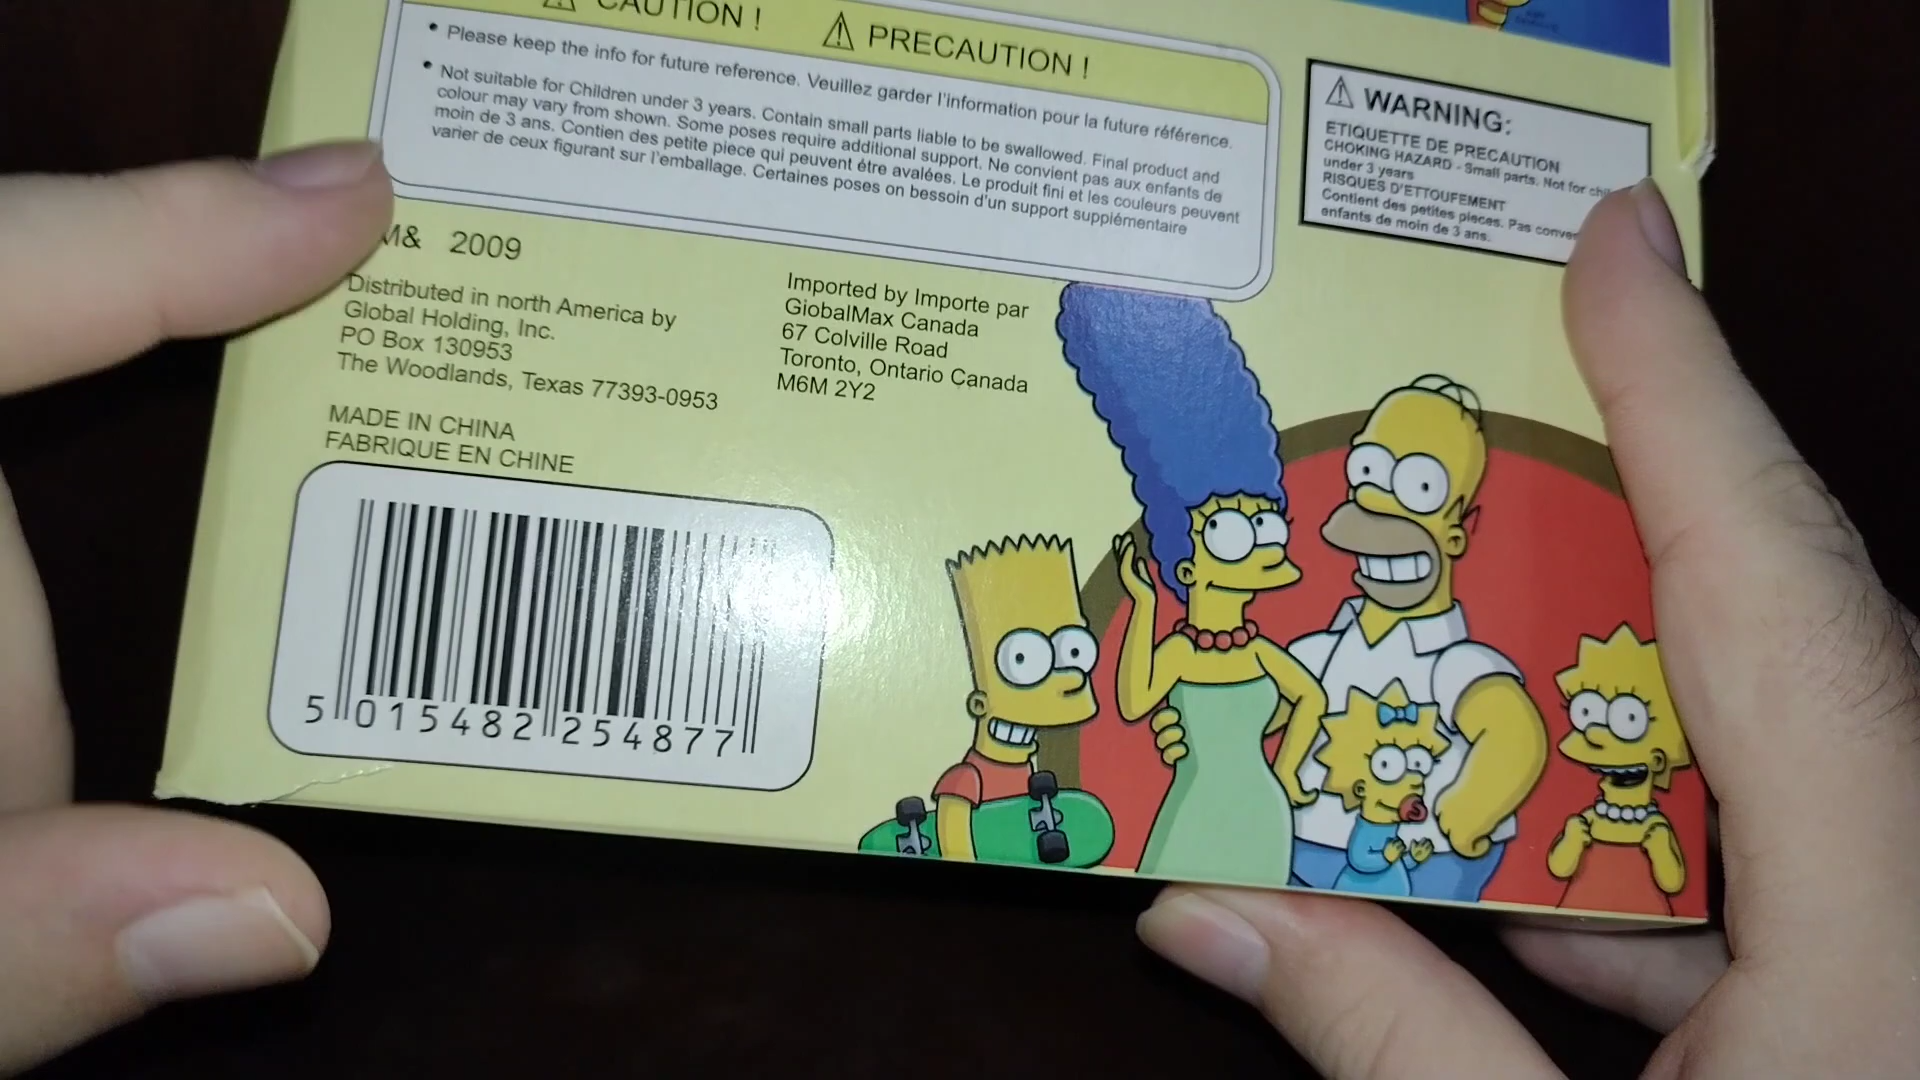 CAUTION !
PRECAUTION !
• Please keep the info for future reference. Veuillez garder l'information pour la future référence.
• Not suitable for Children under 3 years. Contain small parts liable to be swallowed. Final product and
colour may vary from shown. Some poses require additional support. Ne convient pas aux enfants de
moin de 3 ans. Contien des petite piece qui peuvent étre avalées. Le produit fini et les couleurs peuvent
varier de ceux figurant sur l'emballage. Certaines poses on besoin d'un support supplémentaire
WARNING:
ETIQUETTE DE PRECAUTION
CHOKING HAZARD - Small parts. Not for
under 3 years
RISQUES D'ETTOUFEMENT
Contient des petites pieces. Pas
enfants de moin de 3 ans.
M& 2009
Distributed in north America by
Global Holding, Inc.
PO Box 130953
The Woodlands, Texas 77393-0953
Imported by Importe par
GiobalMax Canada
67 Colville Road
Toronto, Ontario Canada
M6M 2Y2
MADE IN CHINA
FABRIQUE EN CHINE
5 015482 254877